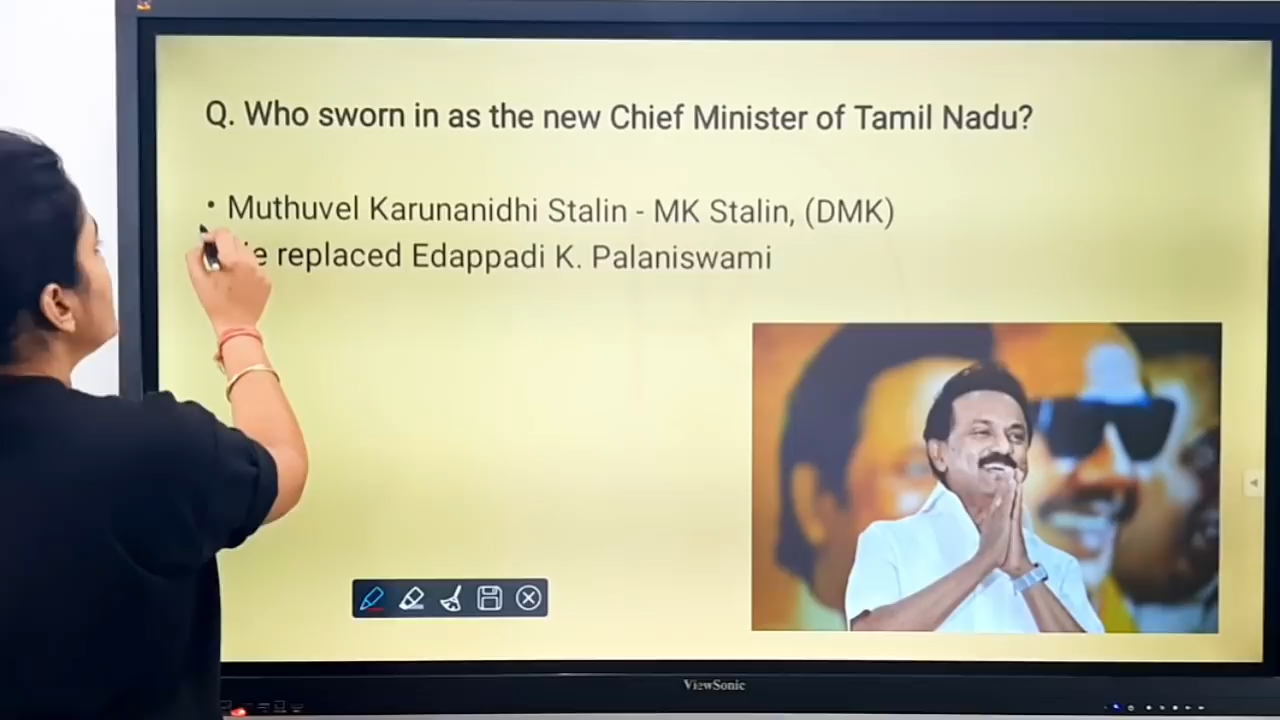 Q. Who sworn in as the new Chief Minister of Tamil Nadu?
• Muthuvel Karunanidhi Stalin - MK Stalin, (DMK)
replaced Edappadi K. Palaniswami
ViewSonic